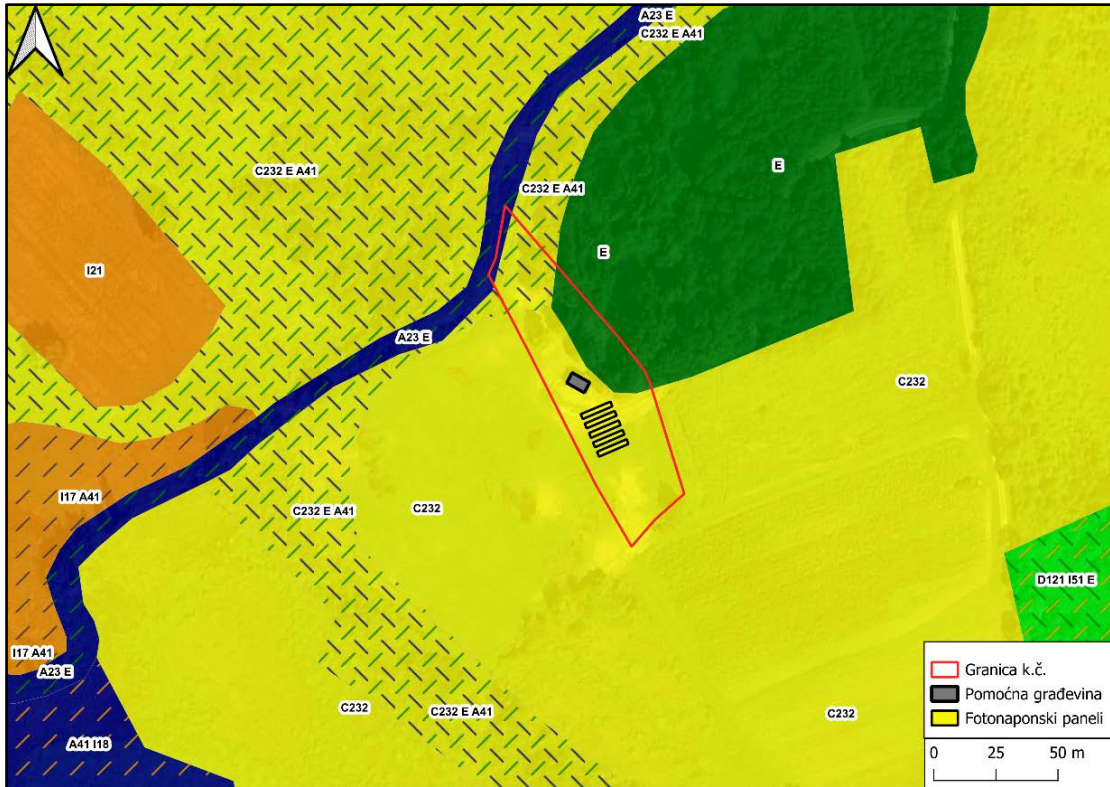 A23 E
C232 E A41
C232 E A41
E
C232 E A41
E
I21
A23 E
C232
I17 A41
C232 E A41
C232
D121 I51 E
I17 A41
A23 E
C232
C232 E A41
C232
A41 I18
Granica k.č.
Pomoćna građevina
Fotonaponski paneli
0 25 50 m